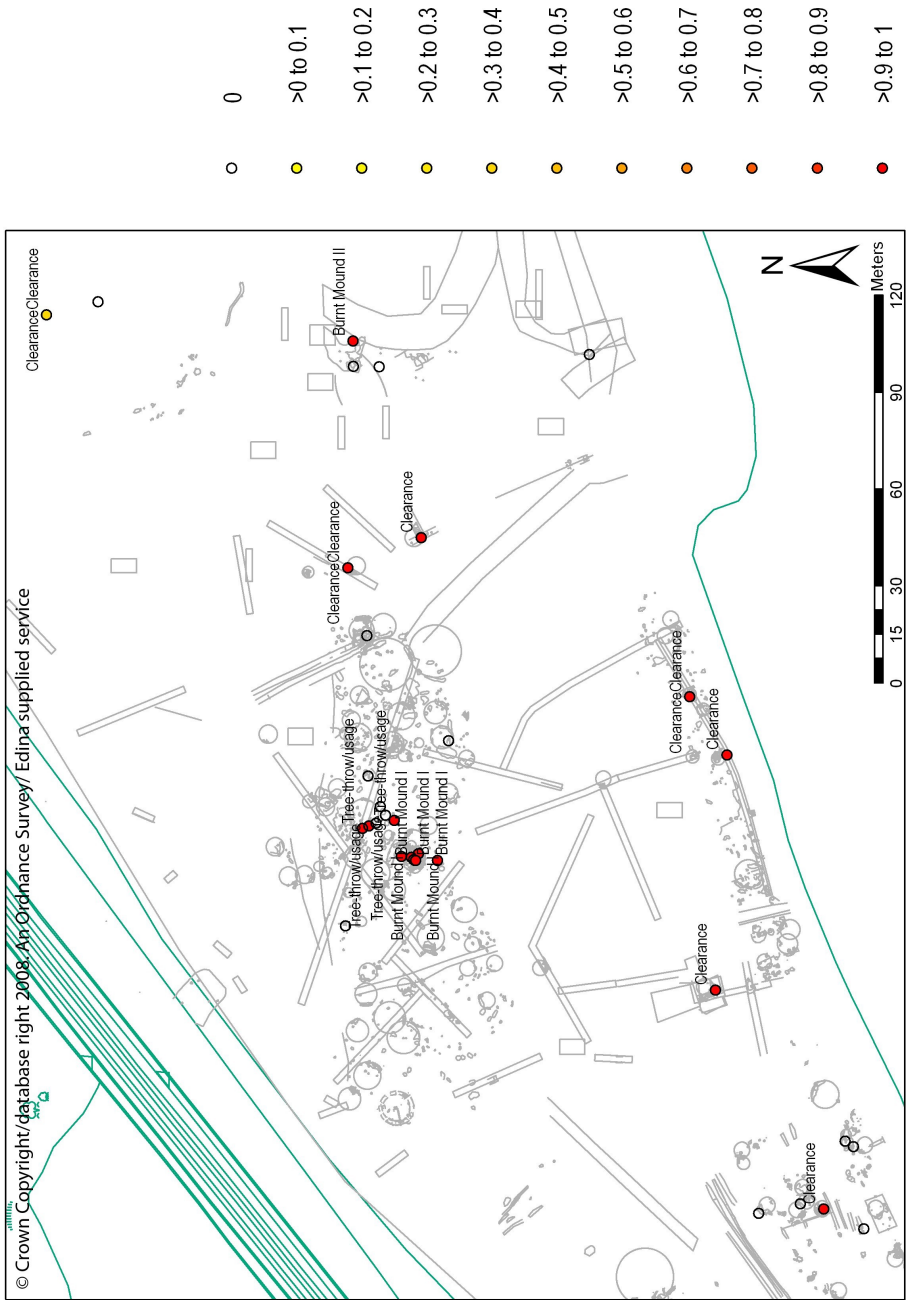 © Crown Copyright/database right 2008. An Ordnance Survey/ Edina supplied service
ClearanceClearance
Burnt Mound II
Clearance
ClearanceClearance
Tree-throw/usage
Tree-throw/usage
Tree-throw/usage
Tree-throw/usage
Burnt Mound I
Burnt Mound I
Burnt Mound I
Burnt Mound I
Burnt Mound I
ClearanceClearance
Clearance
Clearance
Clearance
N
Meters
0 15 30 60 90 120
0
>0 to 0.1
>0.1 to 0.2
>0.2 to 0.3
>0.3 to 0.4
>0.4 to 0.5
>0.5 to 0.6
>0.6 to 0.7
>0.7 to 0.8
>0.8 to 0.9
>0.9 to 1